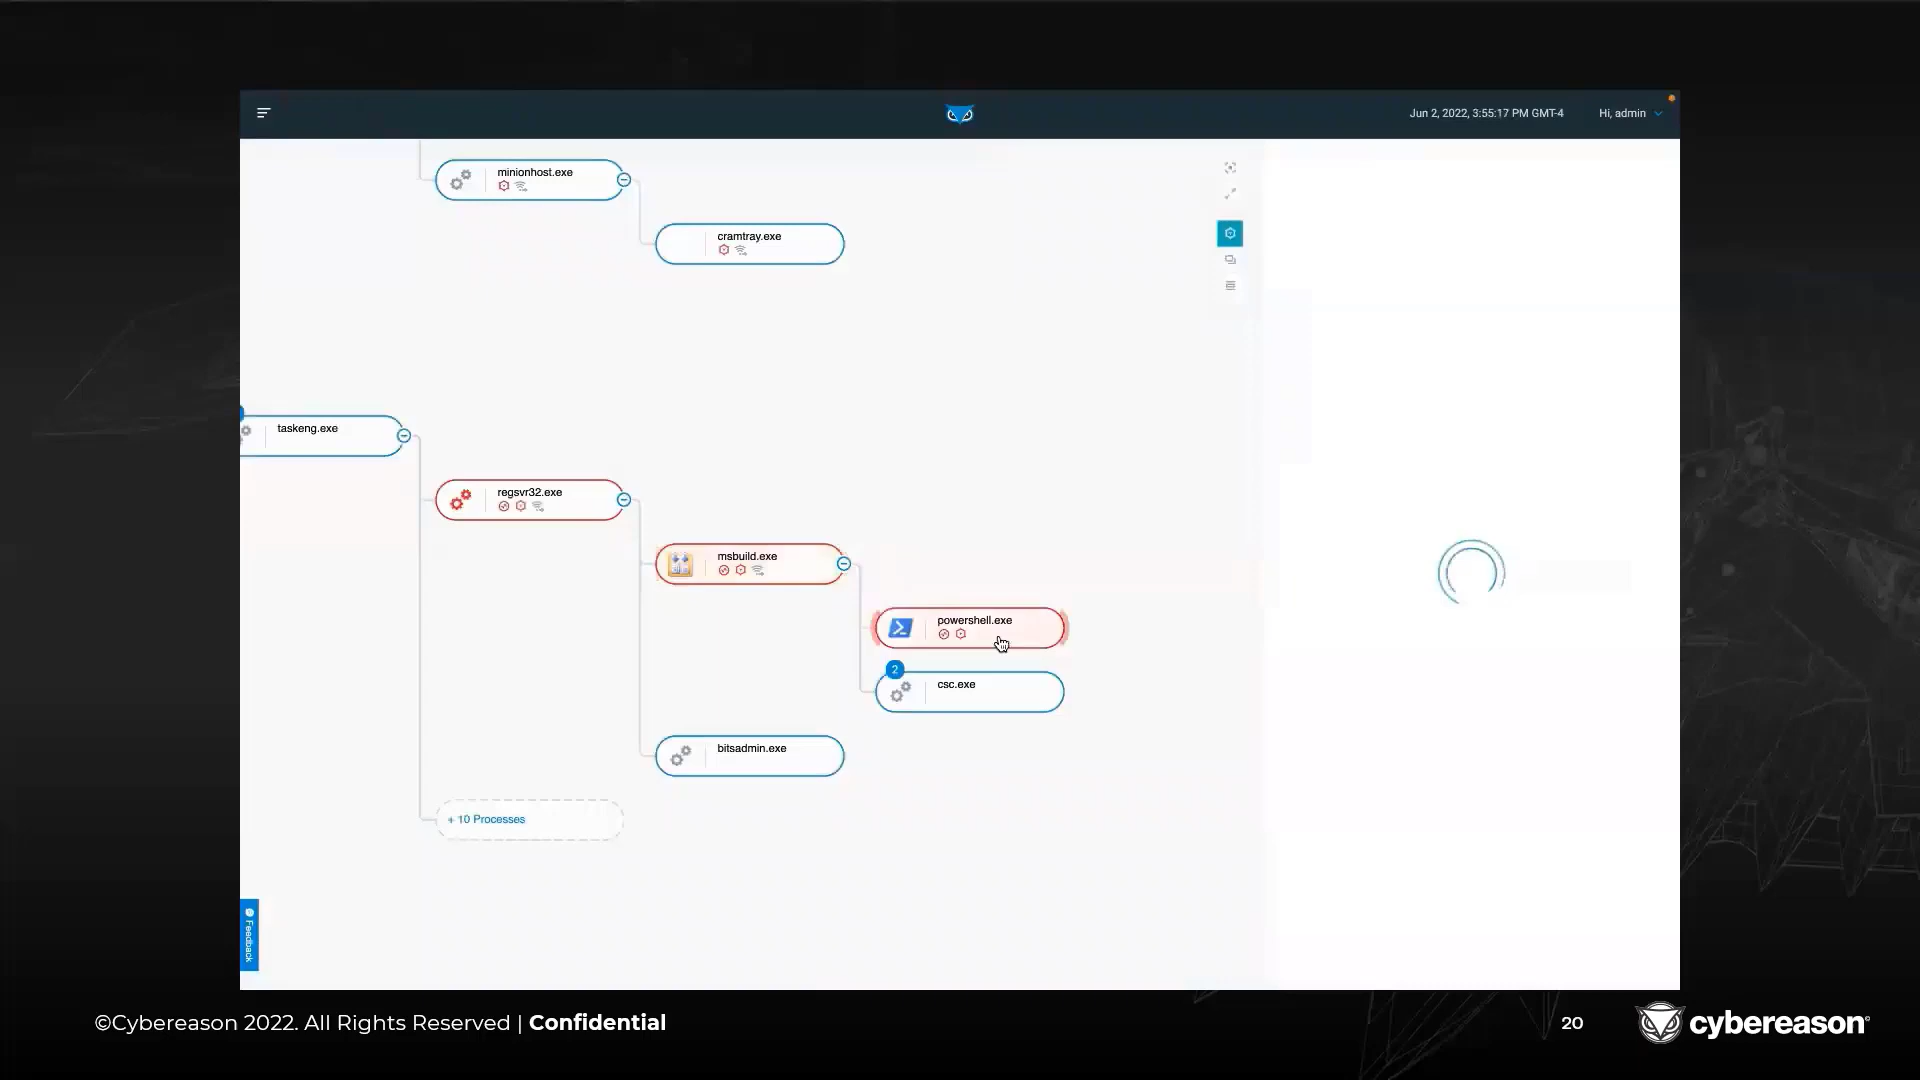 Jun 2, 2022, 3:55:17 PM GMT-4
Hi, admin
minionhost.exe
cramtray.exe
taskeng.exe
regsvr32.exe
msbuild.exe
powershell.exe
2
csc.exe
bitsadmin.exe
+ 10 Processes
Feedback
©Cybereason 2022. All Rights Reserved | Confidential
20
cybereason